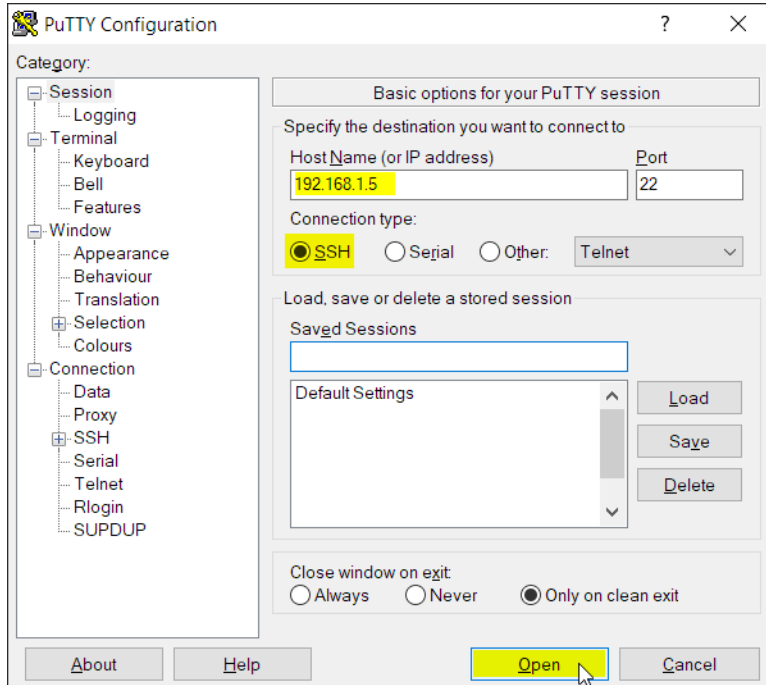 PuTTY Configuration
?
Category:
Session
Logging
Terminal
Keyboard
Bell
Features
Window
Appearance
Behaviour
Translation
Selection
Colours
Connection
Data
Proxy
SSH
Serial
Telnet
Rlogin
SUPDUP
Basic options for your PuTTY session
Specify the destination you want to connect to
Host Name (or IP address) Port
192.168.1.5 22
Connection type:
SSH Serial Other: Telnet
Load, save or delete a stored session
Saved Sessions
Default Settings
Load
Save
Delete
Close window on exit:
Always Never Only on clean exit
About Help Open Cancel